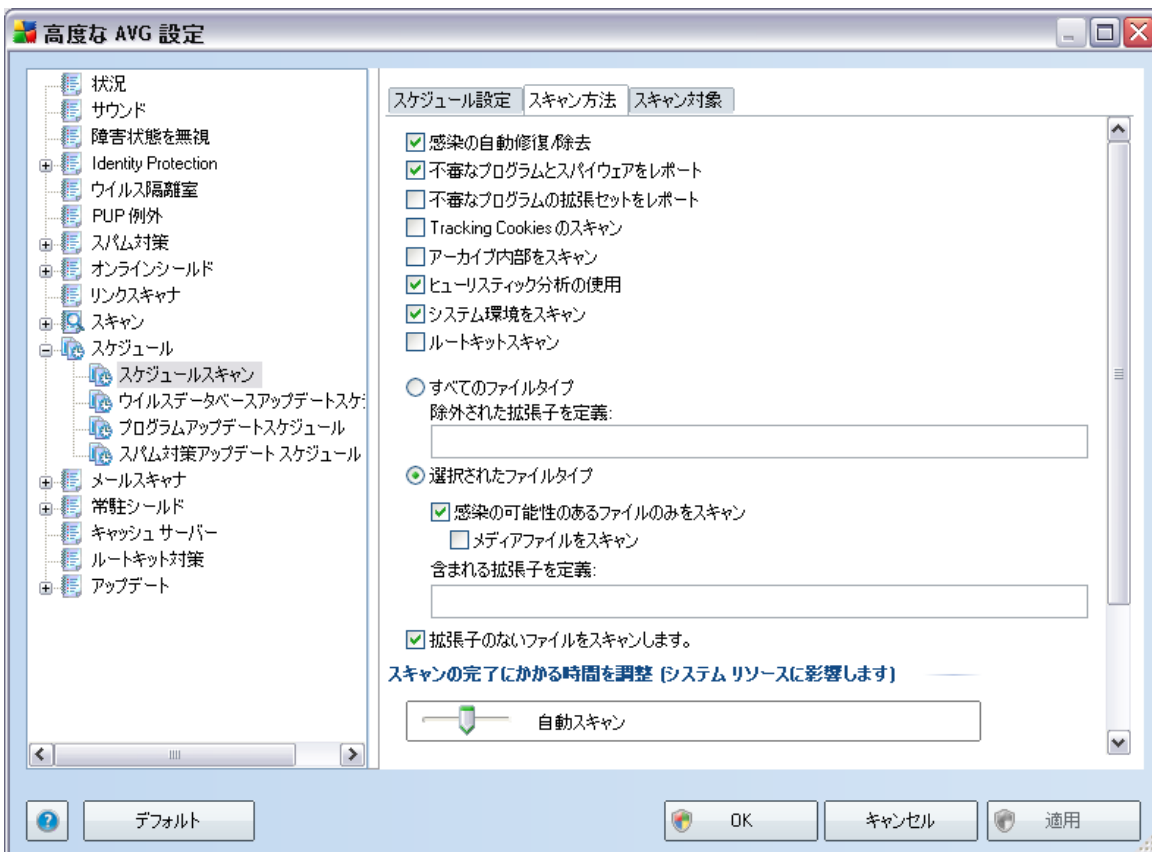 高度な AVG 設定
状況
サウンド
障害状態を無視
Identity Protection
ウイルス隔離室
PUP 例外
スパム対策
オンラインシールド
リンクスキャナ
スキャン
スケジュール
スケジュールスキャン
ウイルスデータベースアップデートスケ
プログラムアップデートスケジュール
スパム対策アップデート スケジュール
メールスキャナ
常駐シールド
キャッシュ サーバー
ルートキット対策
アップデート
スケジュール設定 スキャン方法 スキャン対象
感染の自動修復/除去
不審なプログラムとスパイウェアをレポート
不審なプログラムの拡張セットをレポート
Tracking Cookies のスキャン
アーカイブ内部をスキャン
ヒューリスティック分析の使用
システム環境をスキャン
ルートキットスキャン
すべてのファイルタイプ
除外された拡張子を定義:
選択されたファイルタイプ
感染の可能性のあるファイルのみをスキャン
メディアファイルをスキャン
含まれる拡張子を定義:
拡張子のないファイルをスキャンします。
スキャンの完了にかかる時間を調整 (システム リソースに影響します)
自動スキャン
デフォルト OK キャンセル 適用